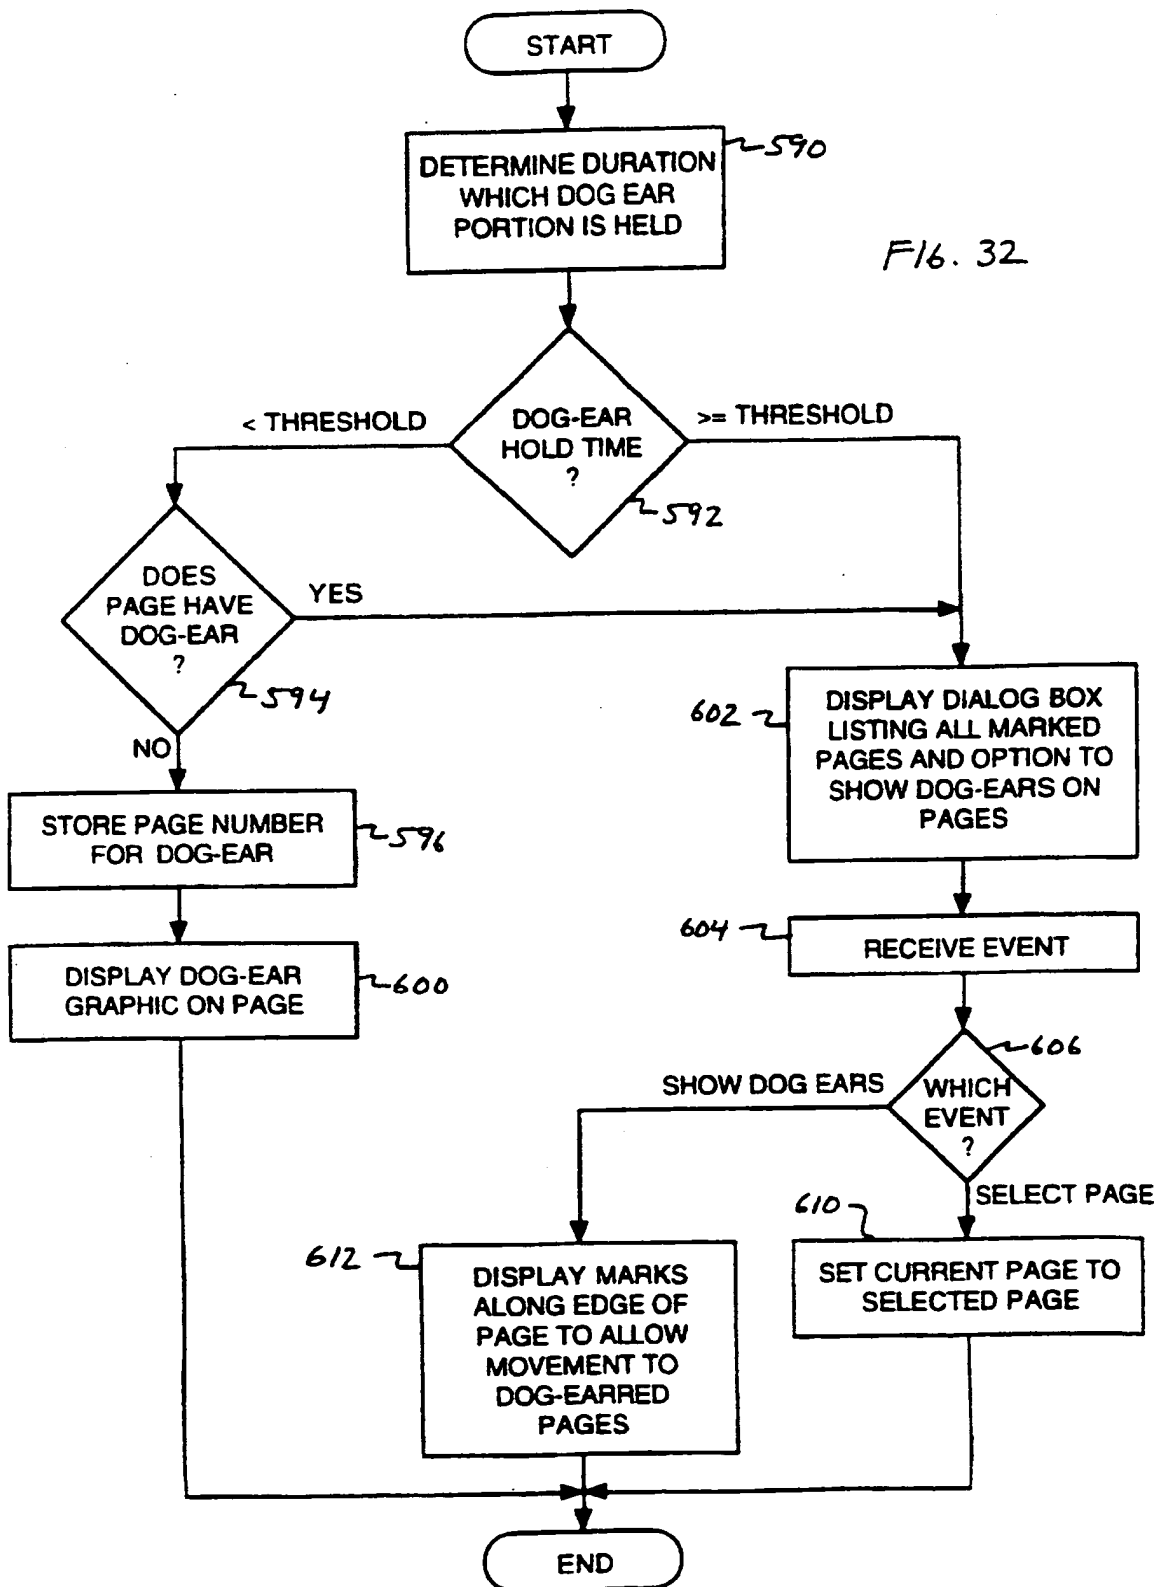 START
DETERMINE DURATION
WHICH DOG EAR
PORTION IS HELD
590
FIG. 32
< THRESHOLD
DOG-EAR
HOLD TIME
?
>= THRESHOLD
592
DOES
PAGE HAVE
DOG-EAR
?
YES
594
NO
602
DISPLAY DIALOG BOX
LISTING ALL MARKED
PAGES AND OPTION TO
SHOW DOG-EARS ON
PAGES
STORE PAGE NUMBER
FOR DOG-EAR
596
604
RECEIVE EVENT
DISPLAY DOG-EAR
GRAPHIC ON PAGE
600
606
SHOW DOG EARS
WHICH
EVENT
?
SELECT PAGE
610
612
DISPLAY MARKS
ALONG EDGE OF
PAGE TO ALLOW
MOVEMENT TO
DOG-EARRED
PAGES
SET CURRENT PAGE TO
SELECTED PAGE
END